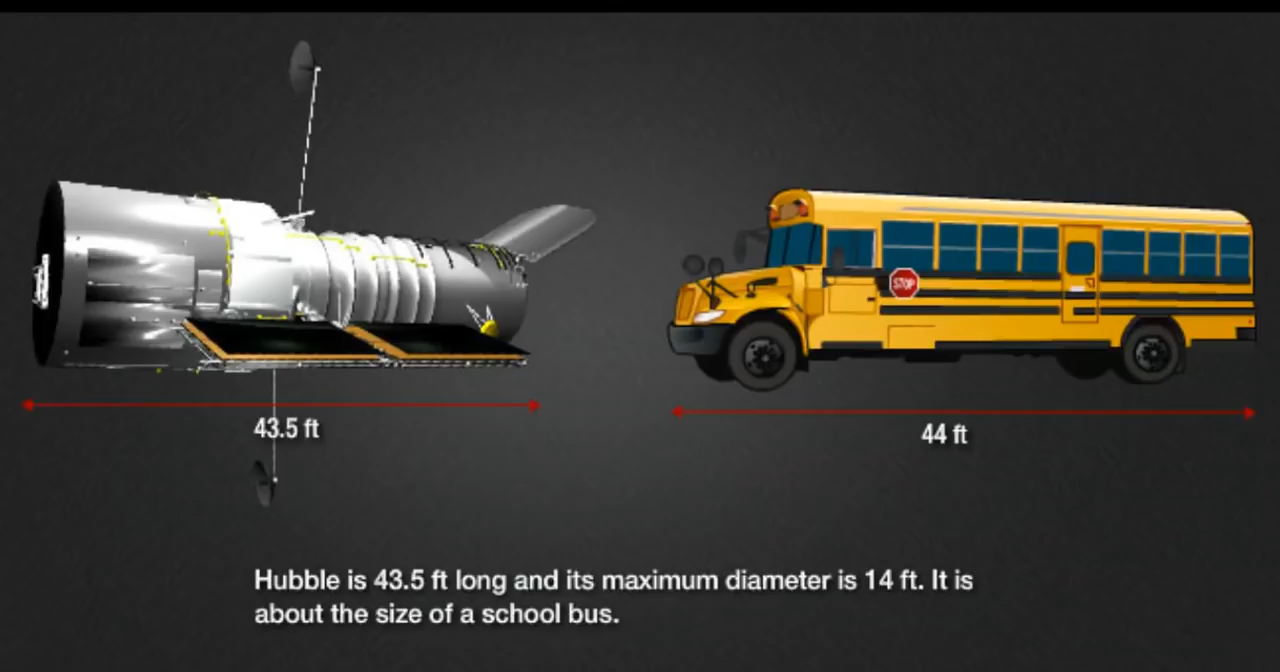 STOP
43.5 ft
44 ft
Hubble is 43.5 ft long and its maximum diameter is 14 ft. It is
about the size of a school bus.